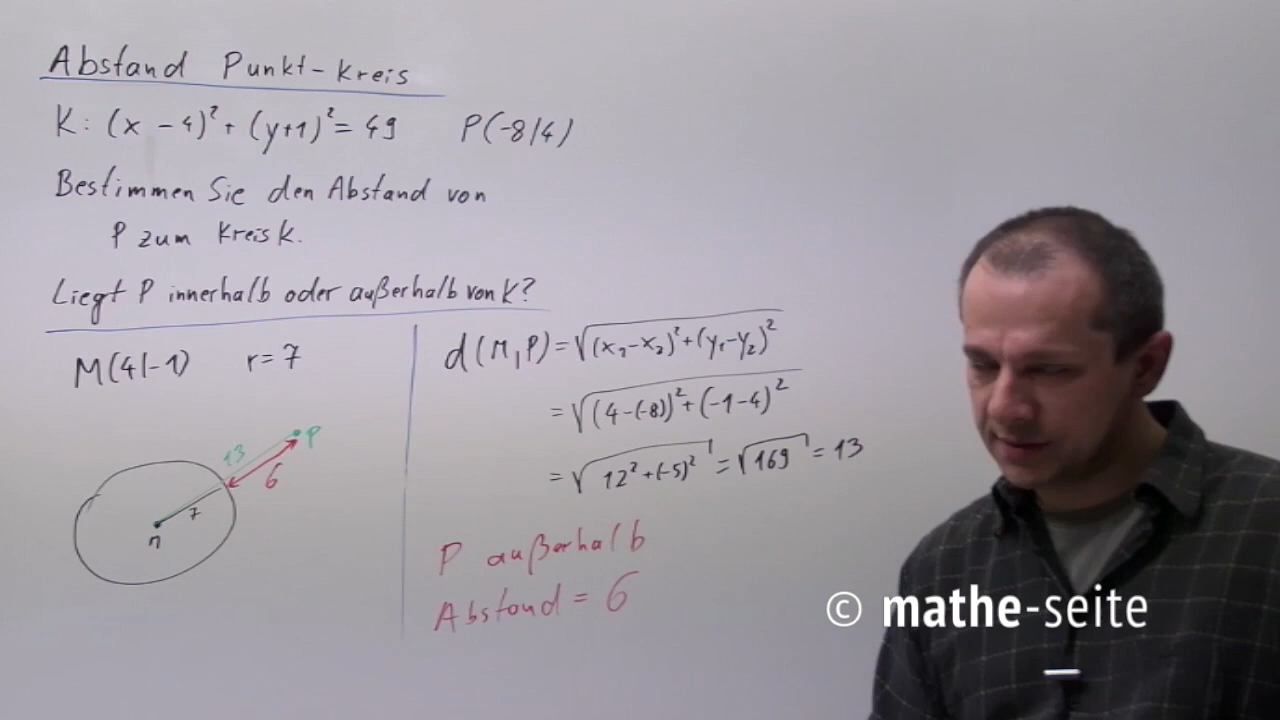 Abstand Punkt-Kreis
K: (x - 4)² + (y+1)² = 49 P(-8|4)
Bestimmen Sie den Abstand von
P zum Kreis K.
Liegt P innerhalb oder außerhalb von K?
M(4|-1) r = 7
d(M,P) = √((x₁-x₂)² + (y₁-y₂)²)
= √((4-(-8))² + (-1-4)²)
= √(12² + (-5)²) = √169 = 13
13 P
6
7
M
P außerhalb
Abstand = 6
© mathe-seite